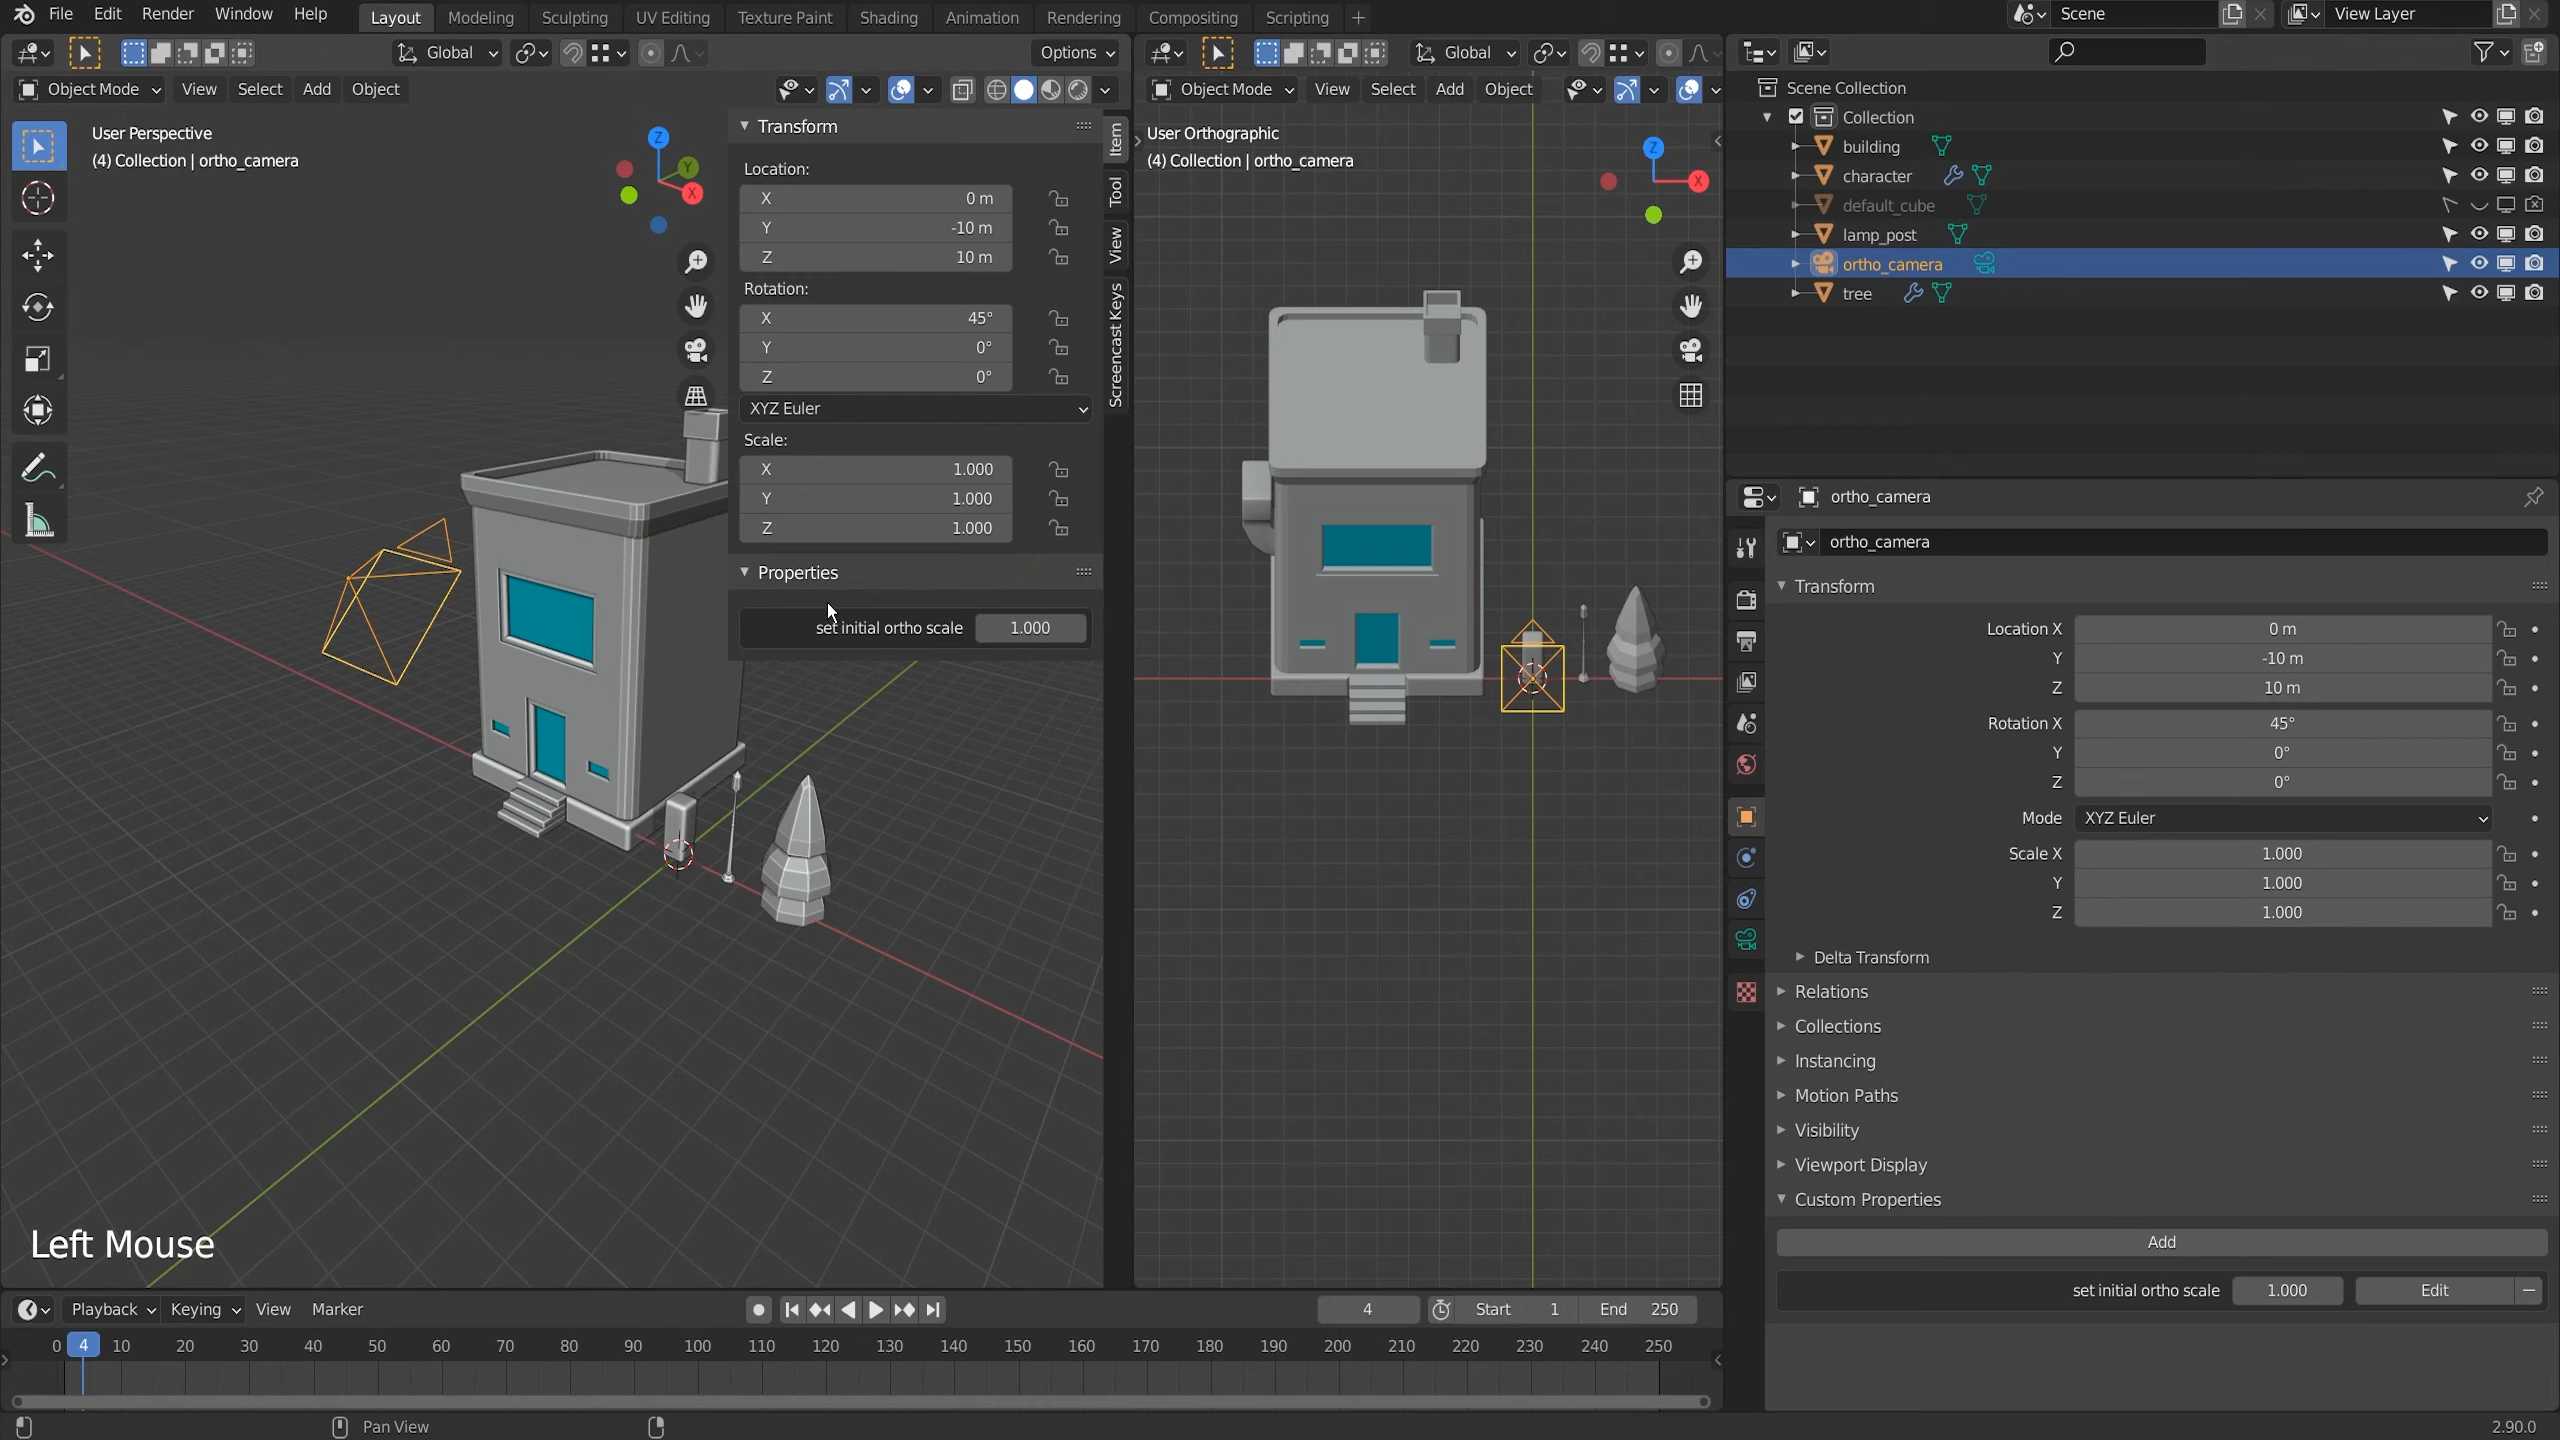 File Edit Render Window Help Layout Modeling Sculpting UV Editing Texture Paint Shading Animation Rendering Compositing Scripting + Scene View Layer
Global Options Global
Object Mode View Select Add Object Object Mode View Select Add Object
Scene Collection
Collection
building
character
default_cube
lamp_post
ortho_camera
tree
User Perspective
(4) Collection | ortho_camera
Z
Y
X
Transform
Location:
X 0 m
Y -10 m
Z 10 m
Rotation:
X 45°
Y 0°
Z 0°
XYZ Euler
Scale:
X 1.000
Y 1.000
Z 1.000
Properties
set initial ortho scale 1.000
Item
Tool
View
Screencast Keys
User Orthographic
(4) Collection | ortho_camera
Z
X
ortho_camera
ortho_camera
Transform
Location X 0 m
Y -10 m
Z 10 m
Rotation X 45°
Y 0°
Z 0°
Mode XYZ Euler
Scale X 1.000
Y 1.000
Z 1.000
Delta Transform
Relations
Collections
Instancing
Motion Paths
Visibility
Viewport Display
Custom Properties
Add
set initial ortho scale 1.000 Edit
Left Mouse
Playback Keying View Marker 4 Start 1 End 250
0 4 10 20 30 40 50 60 70 80 90 100 110 120 130 140 150 160 170 180 190 200 210 220 230 240 250
Pan View 2.90.0